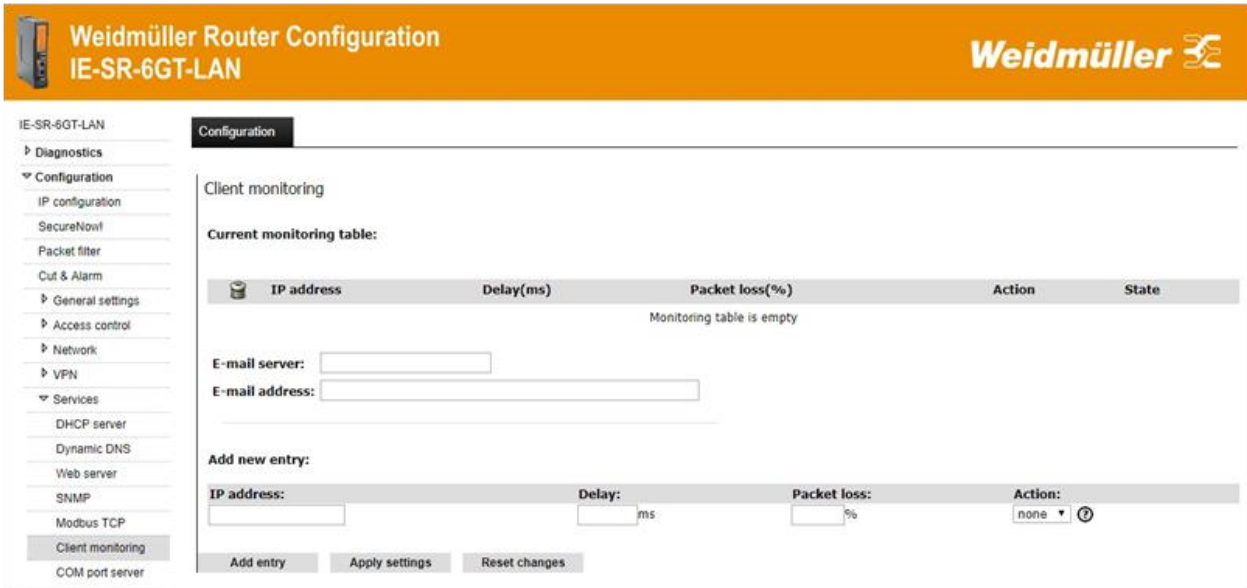 Weidmüller Router Configuration
IE-SR-6GT-LAN
Weidmüller
IE-SR-6GT-LAN
Diagnostics
Configuration
IP configuration
SecureNow!
Packet filter
Cut & Alarm
General settings
Access control
Network
VPN
Services
DHCP server
Dynamic DNS
Web server
SNMP
Modbus TCP
Client monitoring
COM port server
Configuration
Client monitoring
Current monitoring table:
IP address Delay(ms) Packet loss(%) Action State
Monitoring table is empty
E-mail server:
E-mail address:
Add new entry:
IP address: Delay: Packet loss: Action:
ms % none ?
Add entry Apply settings Reset changes